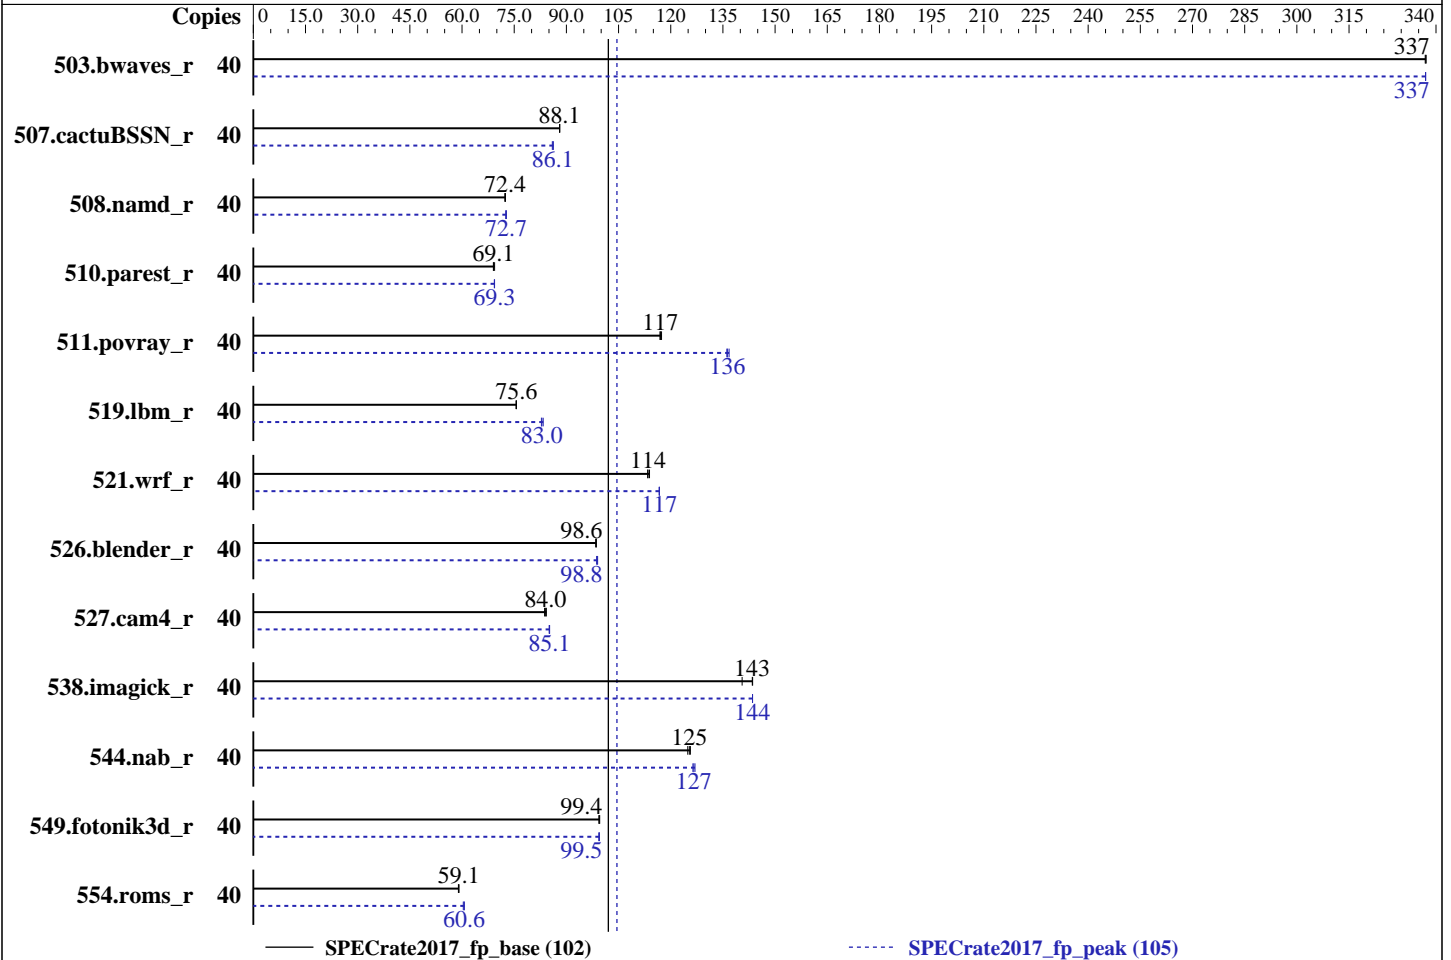 Copies 0 15.0 30.0 45.0 60.0 75.0 90.0 105 120 135 150 165 180 195 210 225 240 255 270 285 300 315 340
503.bwaves_r 40 337
337
507.cactuBSSN_r 40 88.1
86.1
508.namd_r 40 72.4
72.7
510.parest_r 40 69.1
69.3
511.povray_r 40 117
136
519.lbm_r 40 75.6
83.0
521.wrf_r 40 114
117
526.blender_r 40 98.6
98.8
527.cam4_r 40 84.0
85.1
538.imagick_r 40 143
144
544.nab_r 40 125
127
549.fotonik3d_r 40 99.4
99.5
554.roms_r 40 59.1
60.6
SPECrate2017_fp_base (102) SPECrate2017_fp_peak (105)